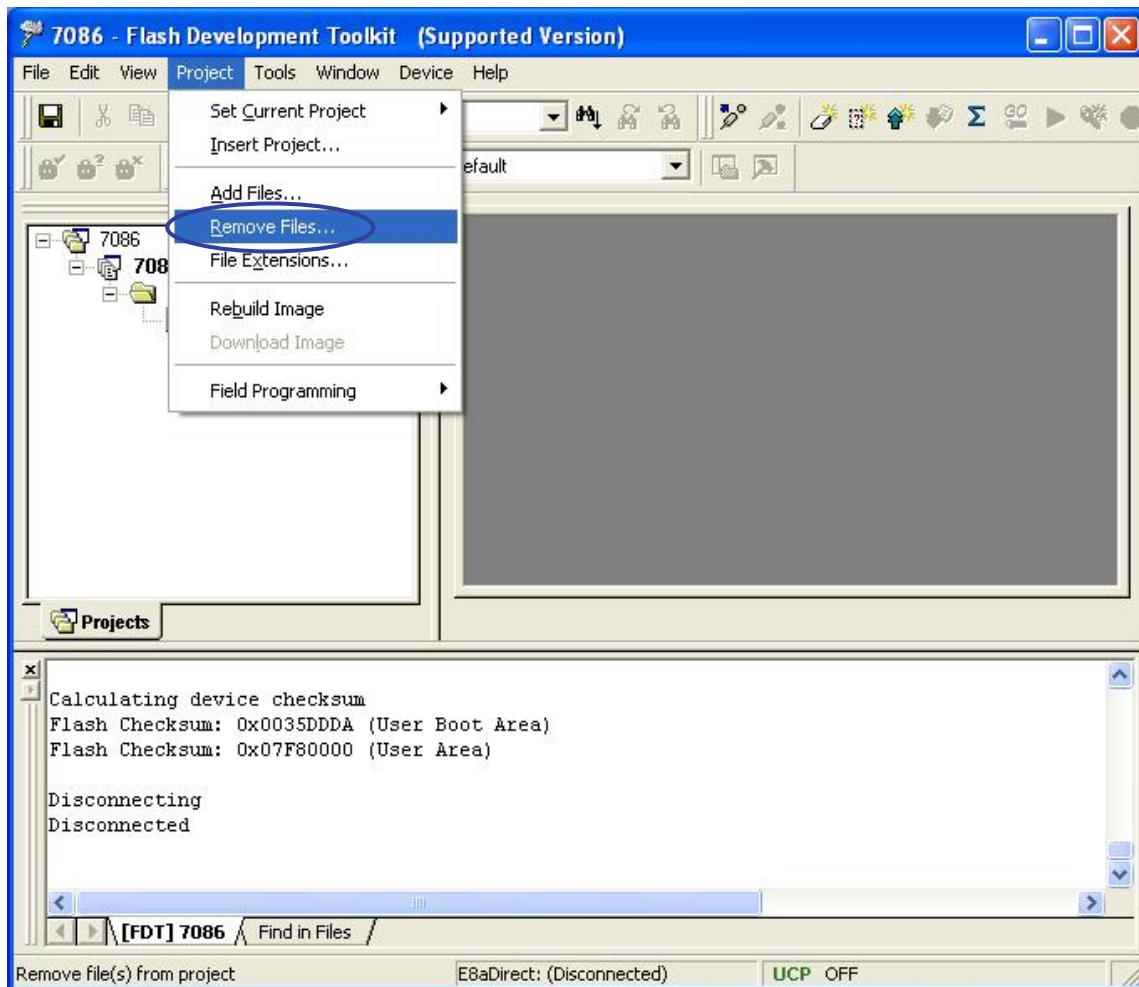 7086 - Flash Development Toolkit (Supported Version)
File Edit View Project Tools Window Device Help
Set Current Project
Insert Project...
Add Files...
Remove Files...
File Extensions...
Rebuild Image
Download Image
Field Programming
efault
7086
708
Projects
Calculating device checksum
Flash Checksum: 0x0035DDDA (User Boot Area)
Flash Checksum: 0x07F80000 (User Area)
Disconnecting
Disconnected
[FDT] 7086 Find in Files
Remove file(s) from project E8aDirect: (Disconnected) UCP OFF